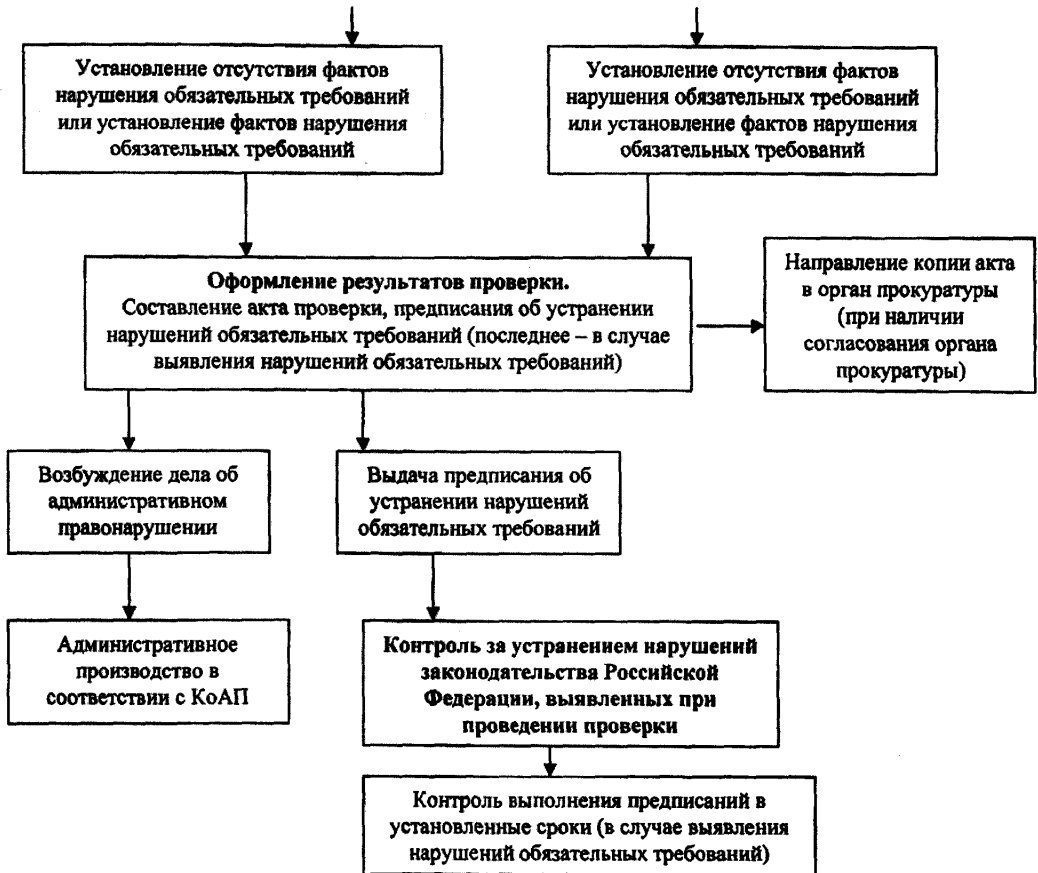 Установление отсутствия фактов
нарушения обязательных требований
или установление фактов нарушения
обязательных требований
Установление отсутствия фактов
нарушения обязательных требований
или установление фактов нарушения
обязательных требований
Оформление результатов проверки.
Составление акта проверки, предписания об устранении
нарушений обязательных требований (последнее – в случае
выявления нарушений обязательных требований)
Направление копии акта
в орган прокуратуры
(при наличии
согласования органа
прокуратуры)
Возбуждение дела об
административном
правонарушении
Выдача предписания об
устранении нарушений
обязательных требований
Административное
производство в
соответствии с КоАП
Контроль за устранением нарушений
законодательства Российской
Федерации, выявленных при
проведении проверки
Контроль выполнения предписаний в
установленные сроки (в случае выявления
нарушений обязательных требований)